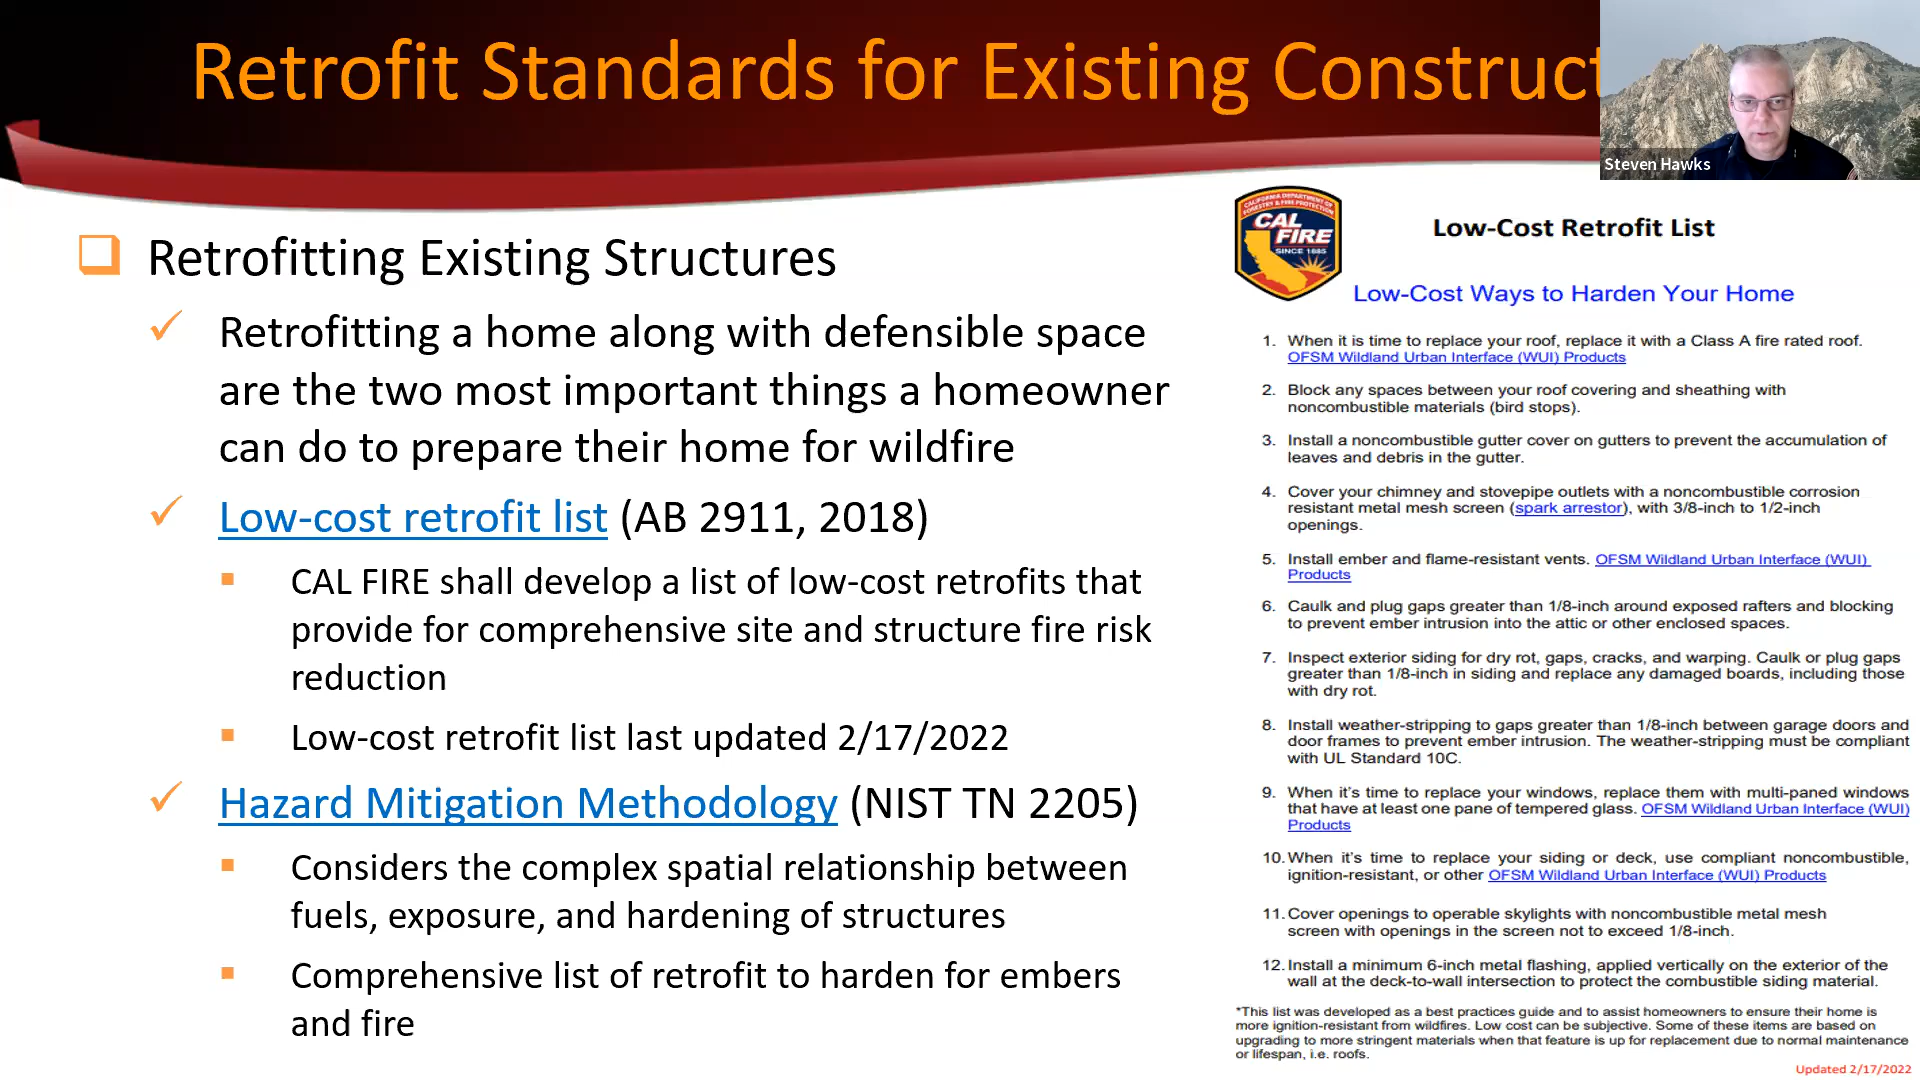 Retrofit Standards for Existing Construct
Steven Hawks
Retrofitting Existing Structures
Retrofitting a home along with defensible space
are the two most important things a homeowner
can do to prepare their home for wildfire
Low-cost retrofit list (AB 2911, 2018)
CAL FIRE shall develop a list of low-cost retrofits that
provide for comprehensive site and structure fire risk
reduction
Low-cost retrofit list last updated 2/17/2022
Hazard Mitigation Methodology (NIST TN 2205)
Considers the complex spatial relationship between
fuels, exposure, and hardening of structures
Comprehensive list of retrofit to harden for embers
and fire
CALIFORNIA DEPARTMENT OF
FORESTRY & FIRE PROTECTION
CAL
FIRE
SINCE 1885
Low-Cost Retrofit List
Low-Cost Ways to Harden Your Home
1. When it is time to replace your roof, replace it with a Class A fire rated roof.
OFSM Wildland Urban Interface (WUI) Products
2. Block any spaces between your roof covering and sheathing with
noncombustible materials (bird stops).
3. Install a noncombustible gutter cover on gutters to prevent the accumulation of
leaves and debris in the gutter.
4. Cover your chimney and stovepipe outlets with a noncombustible corrosion
resistant metal mesh screen (spark arrestor), with 3/8-inch to 1/2-inch
openings.
5. Install ember and flame-resistant vents. OFSM Wildland Urban Interface (WUI)
Products
6. Caulk and plug gaps greater than 1/8-inch around exposed rafters and blocking
to prevent ember intrusion into the attic or other enclosed spaces.
7. Inspect exterior siding for dry rot, gaps, cracks, and warping. Caulk or plug gaps
greater than 1/8-inch in siding and replace any damaged boards, including those
with dry rot.
8. Install weather-stripping to gaps greater than 1/8-inch between garage doors and
door frames to prevent ember intrusion. The weather-stripping must be compliant
with UL Standard 10C.
9. When it's time to replace your windows, replace them with multi-paned windows
that have at least one pane of tempered glass. OFSM Wildland Urban Interface (WUI)
Products
10. When it's time to replace your siding or deck, use compliant noncombustible,
ignition-resistant, or other OFSM Wildland Urban Interface (WUI) Products
11. Cover openings to operable skylights with noncombustible metal mesh
screen with openings in the screen not to exceed 1/8-inch.
12. Install a minimum 6-inch metal flashing, applied vertically on the exterior of the
wall at the deck-to-wall intersection to protect the combustible siding material.
*This list was developed as a best practices guide and to assist homeowners to ensure their home is
more ignition-resistant from wildfires. Low cost can be subjective. Some of these items are based on
upgrading to more stringent materials when that feature is up for replacement due to normal maintenance
or lifespan, i.e. roofs.
Updated 2/17/2022